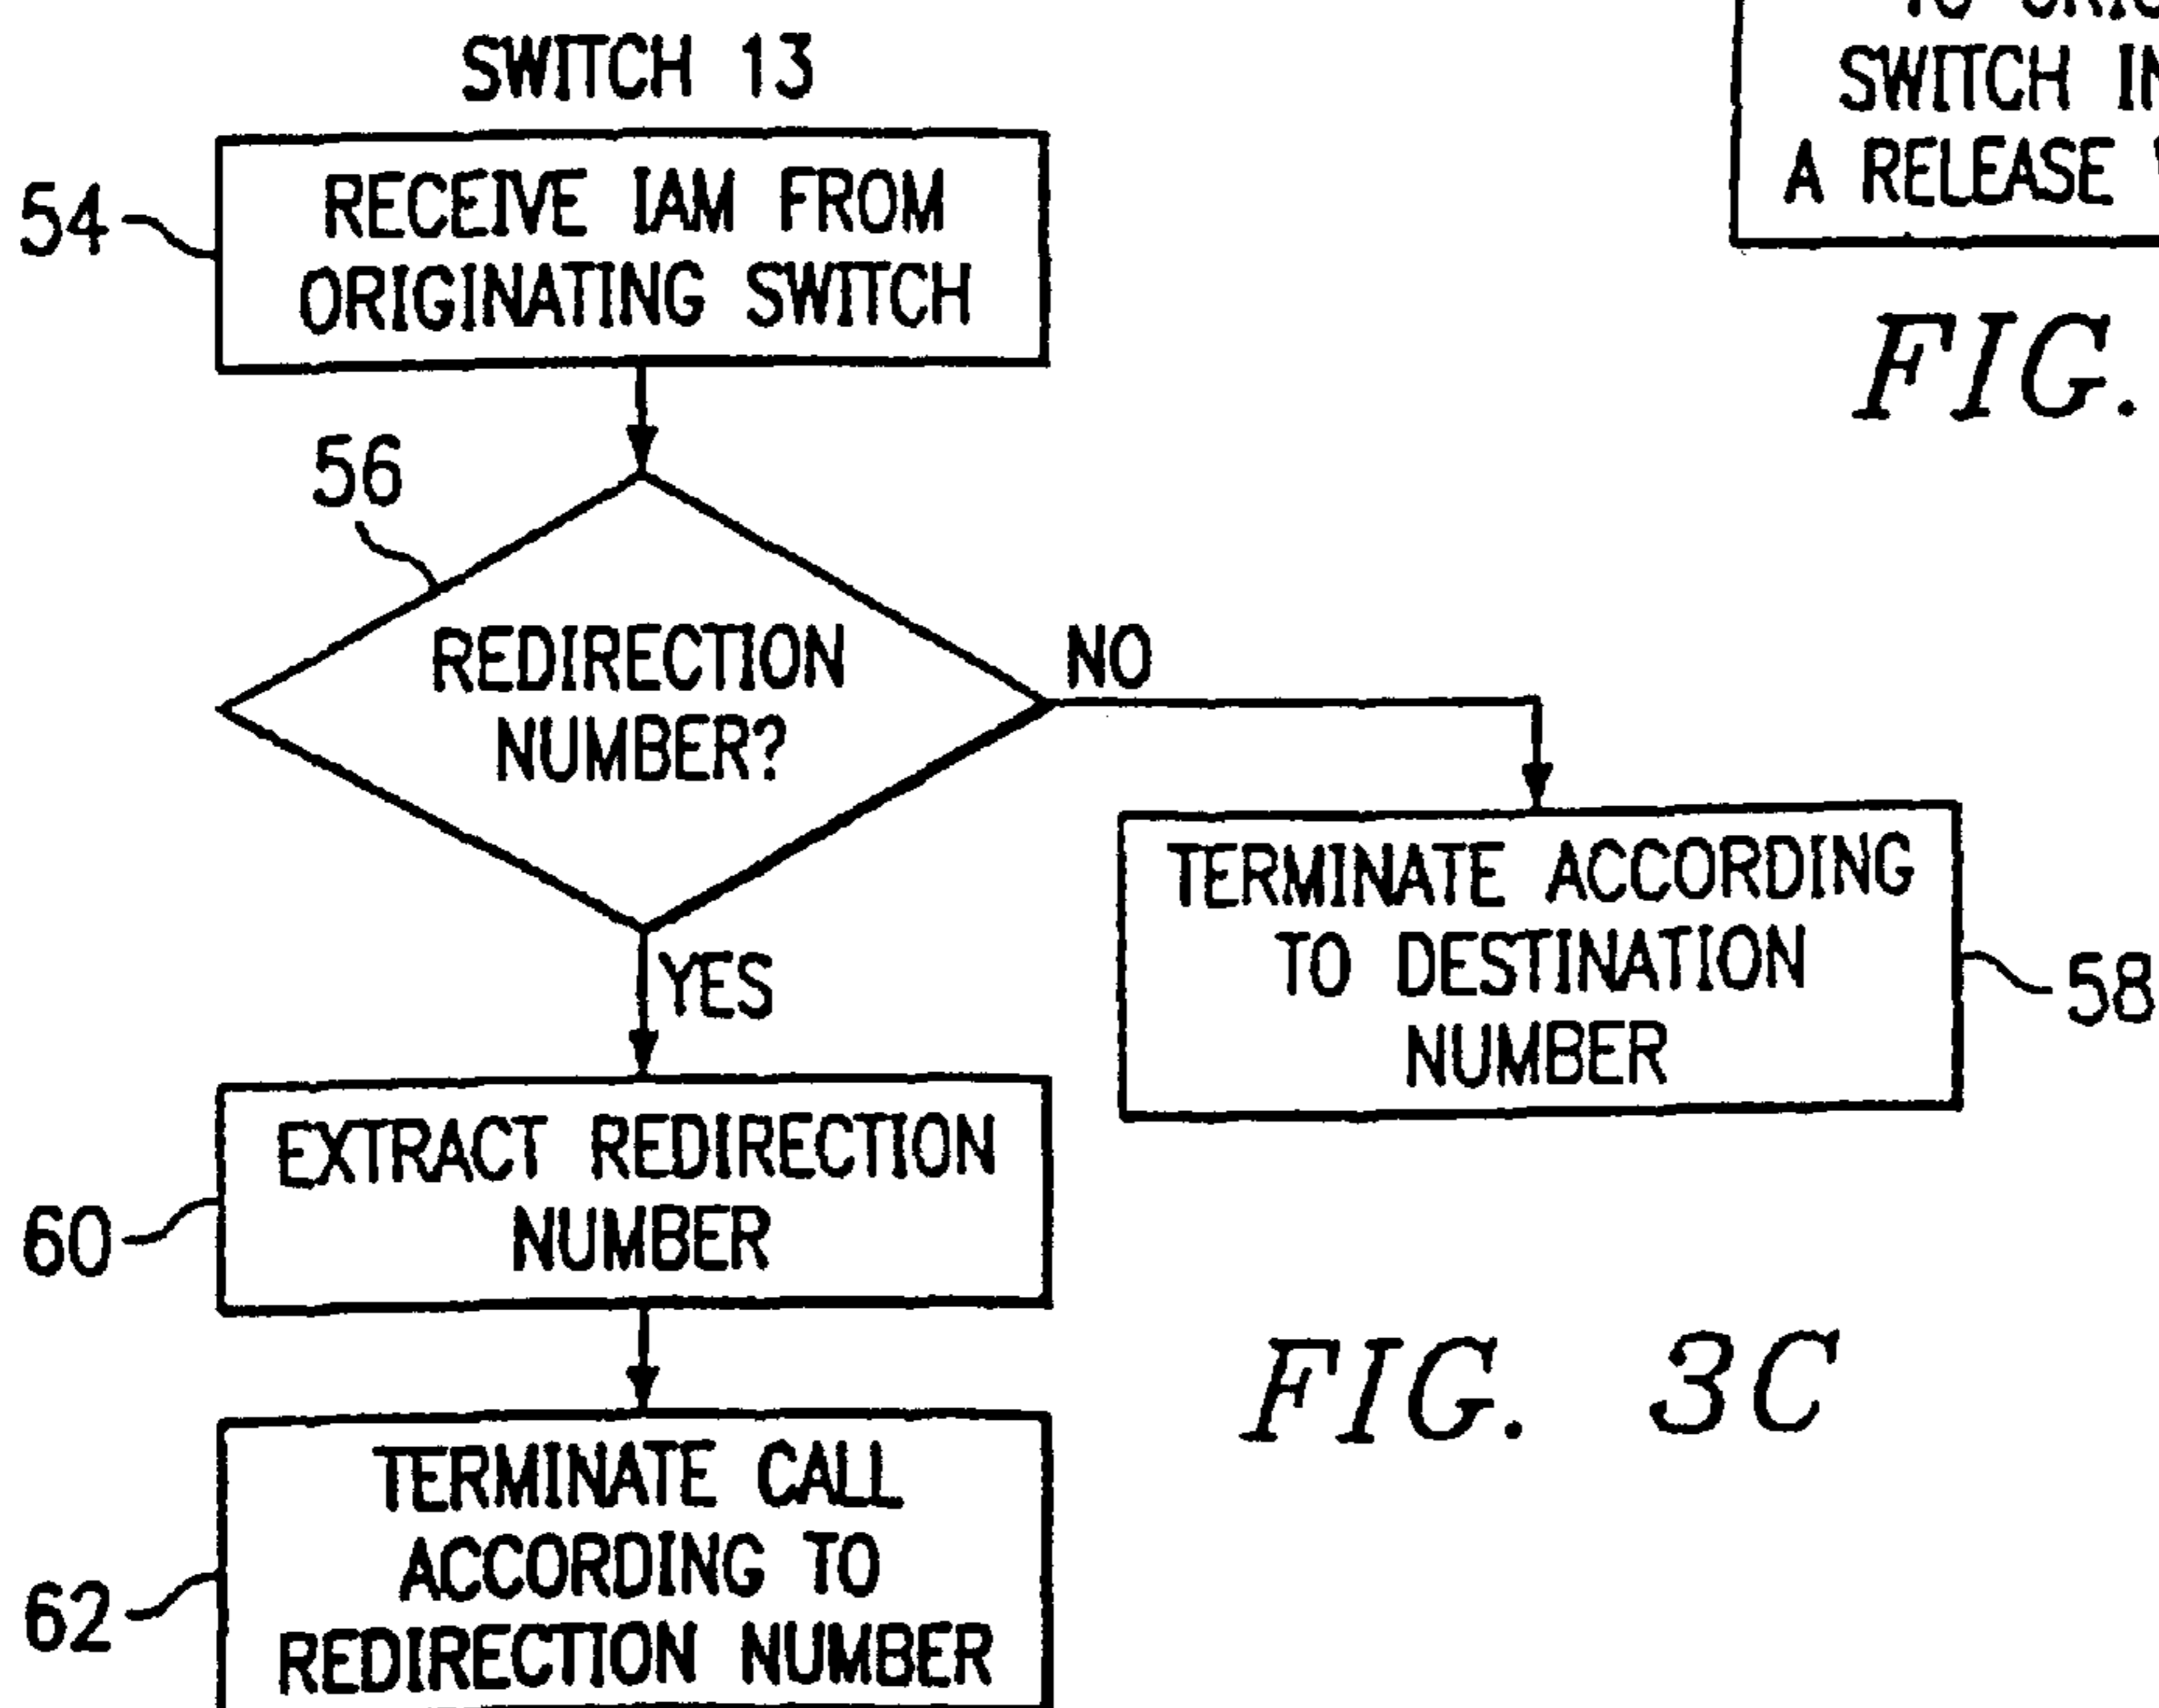 SWITCH 13
54
RECEIVE IAM FROM
ORIGINATING SWITCH
56
REDIRECTION
NUMBER?
NO
YES
TERMINATE ACCORDING
TO DESTINATION
NUMBER
58
60
EXTRACT REDIRECTION
NUMBER
62
TERMINATE CALL
ACCORDING TO
REDIRECTION NUMBER
FIG. 3C
SWITCH
A RELEASE
FIG.